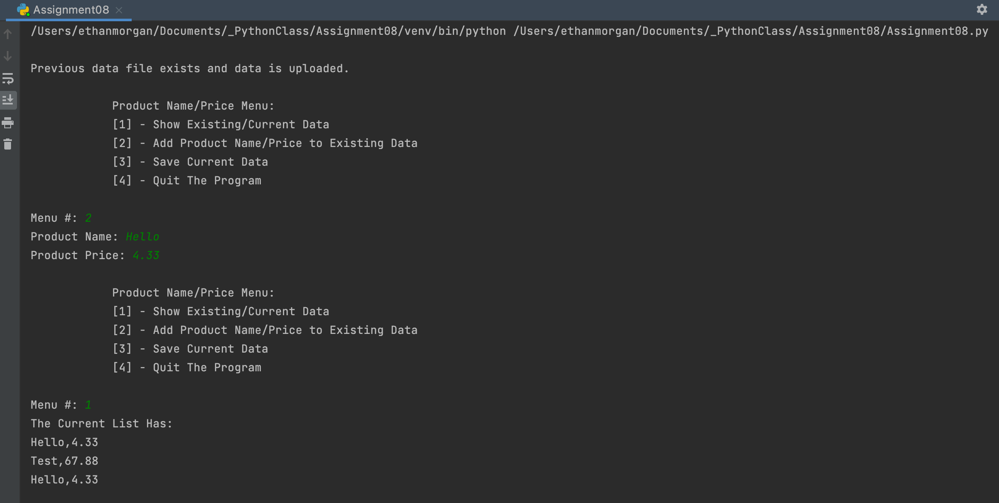 Assignment08
/Users/ethanmorgan/Documents/_PythonClass/Assignment08/venv/bin/python /Users/ethanmorgan/Documents/_PythonClass/Assignment08/Assignment08.py
Previous data file exists and data is uploaded.
Product Name/Price Menu:
[1] - Show Existing/Current Data
[2] - Add Product Name/Price to Existing Data
[3] - Save Current Data
[4] - Quit The Program
Menu #: 2
Product Name: Hello
Product Price: 4.33
Product Name/Price Menu:
[1] - Show Existing/Current Data
[2] - Add Product Name/Price to Existing Data
[3] - Save Current Data
[4] - Quit The Program
Menu #: 1
The Current List Has:
Hello,4.33
Test,67.88
Hello,4.33